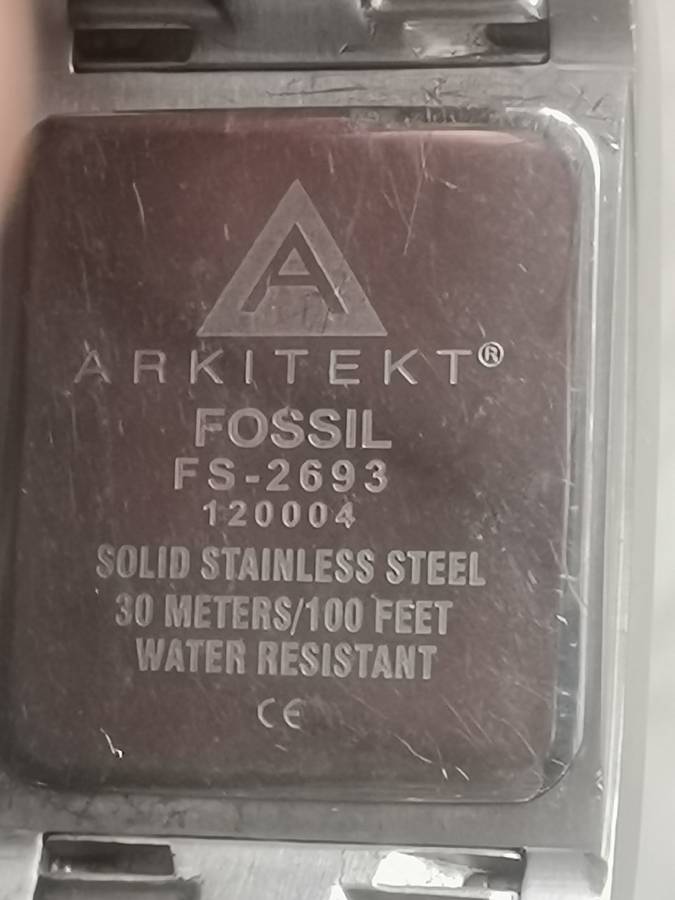 A
ARKITEKT®
FOSSIL
FS-2693
120004
SOLID STAINLESS STEEL
30 METERS/100 FEET
WATER RESISTANT
CE